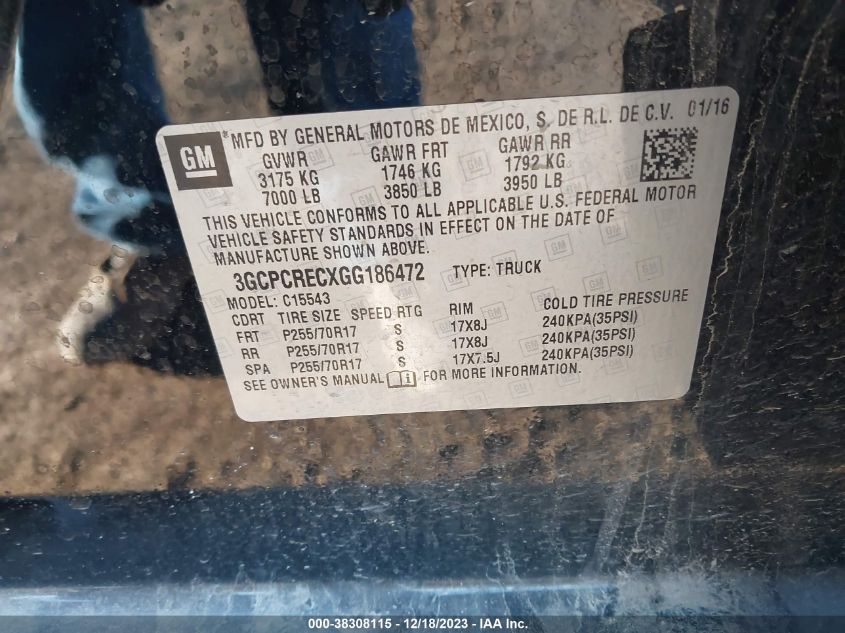 GM
*MFD BY GENERAL MOTORS DE MEXICO, S. DE R.L. DE C.V. 01/16
GVWR GAWR FRT GAWR RR
3175 KG 1746 KG 1792 KG
7000 LB 3850 LB 3950 LB
THIS VEHICLE CONFORMS TO ALL APPLICABLE U.S. FEDERAL MOTOR
VEHICLE SAFETY STANDARDS IN EFFECT ON THE DATE OF
MANUFACTURE SHOWN ABOVE.
3GCPCRECXGG186472 TYPE: TRUCK
MODEL: C15543
CDRT TIRE SIZE SPEED RTG RIM COLD TIRE PRESSURE
FRT P255/70R17 S 17X8J 240KPA(35PSI)
RR P255/70R17 S 17X8J 240KPA(35PSI)
SPA P255/70R17 S 17X7.5J 240KPA(35PSI)
SEE OWNER'S MANUAL FOR MORE INFORMATION.
000-38308115 - 12/18/2023 - IAA Inc.